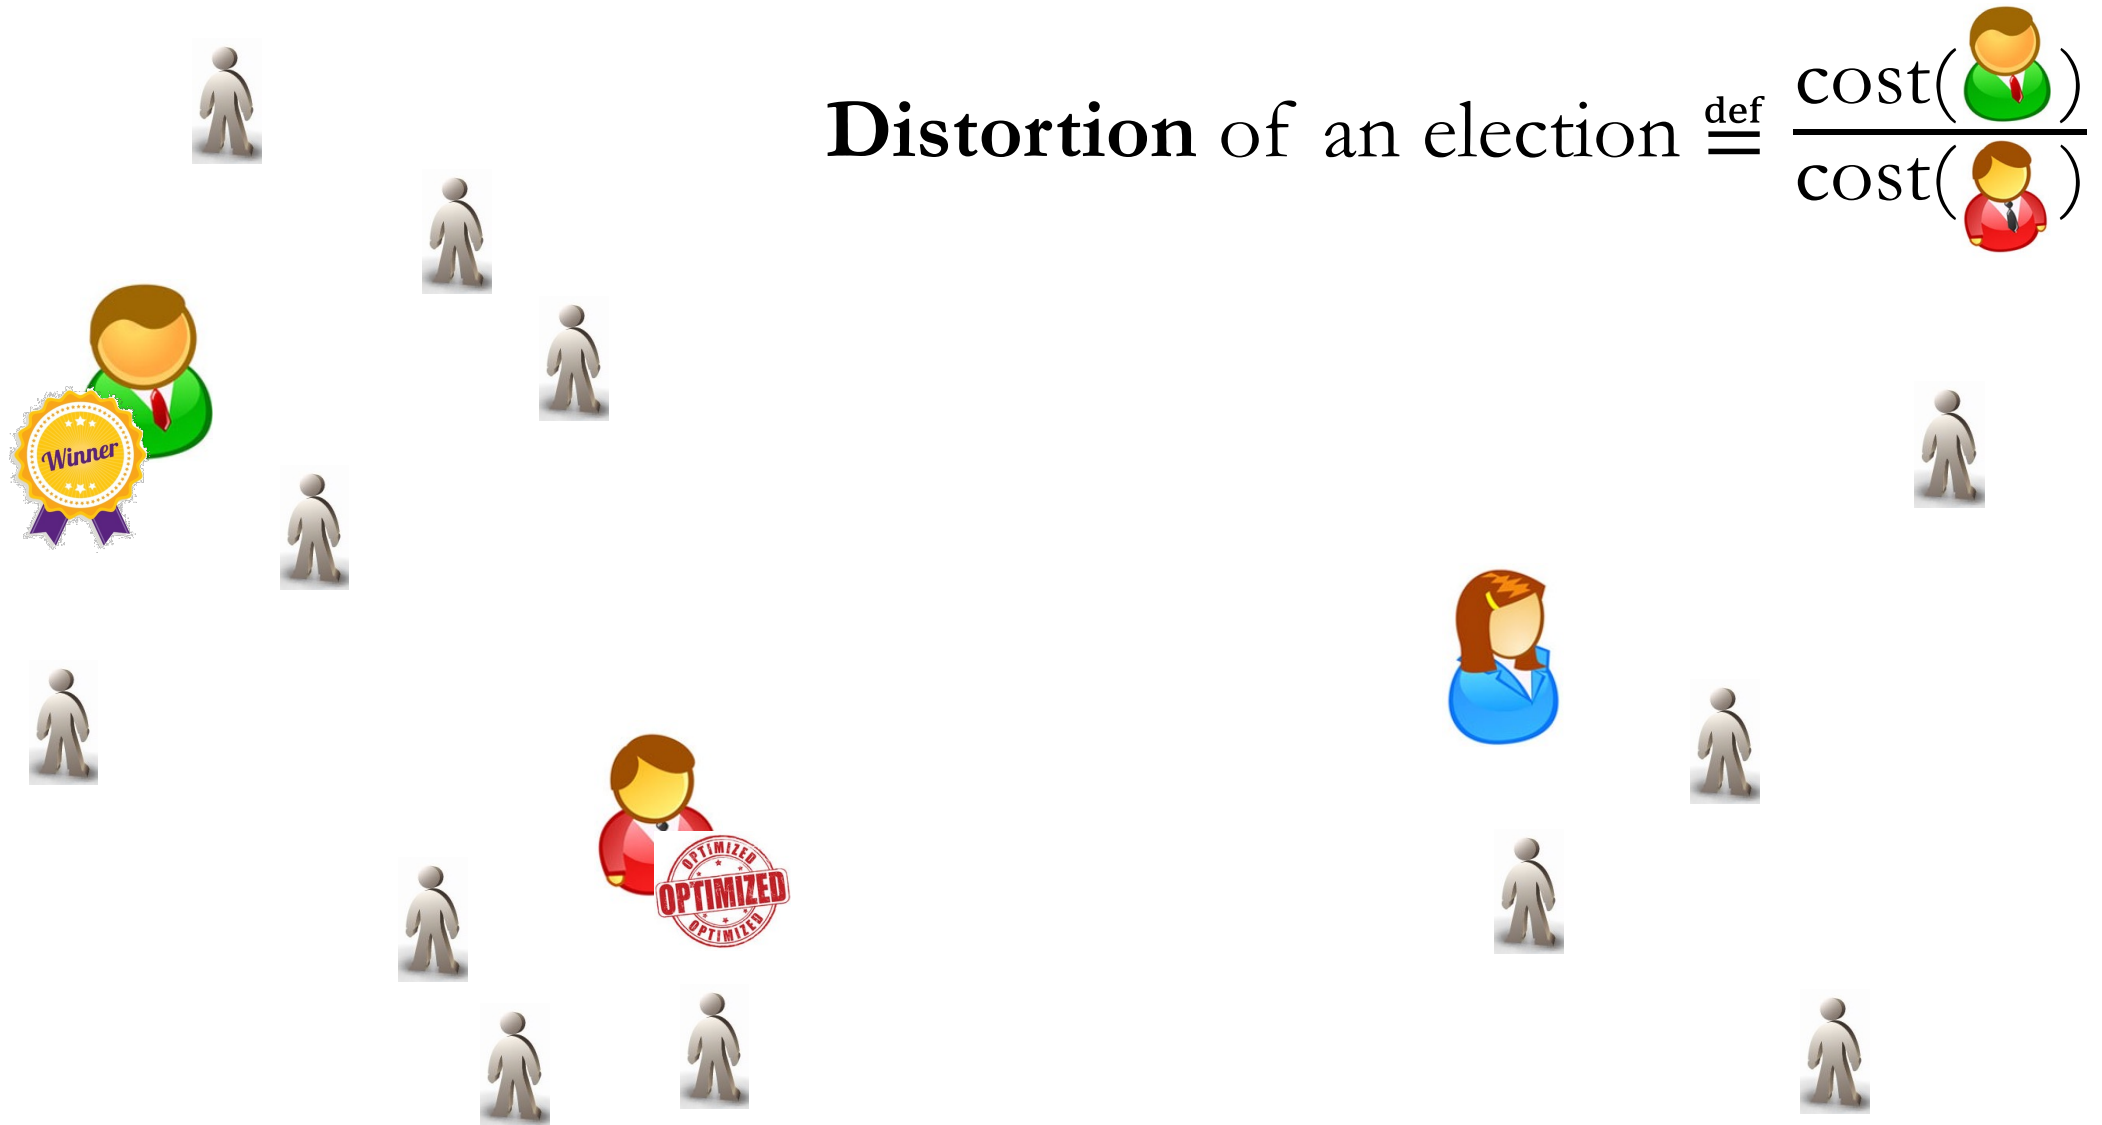 Distortion of an election ≝ cost( )
cost( )
Winner
OPTIMIZED
OPTIMIZED
OPTIMIZED